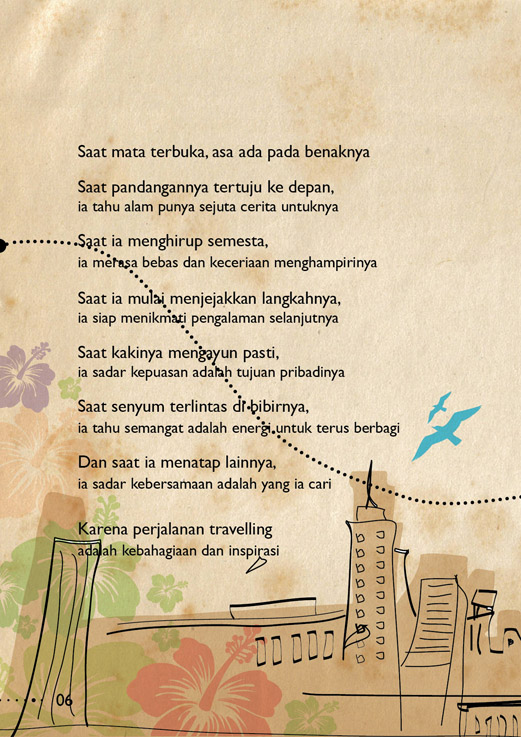 Saat mata terbuka, asa ada pada benaknya
Saat pandangannya tertuju ke depan,
ia tahu alam punya sejuta cerita untuknya
Saat ia menghirup semesta,
ia merasa bebas dan keceriaan menghampirinya
Saat ia mulai menjejakkan langkahnya,
ia siap menikmati pengalaman selanjutnya
Saat kakinya mengayun pasti,
ia sadar kepuasan adalah tujuan pribadinya
Saat senyum terlintas di bibirnya,
ia tahu semangat adalah energi untuk terus berbagi
Dan saat ia menatap lainnya,
ia sadar kebersamaan adalah yang ia cari
Karena perjalanan travelling
adalah kebahagiaan dan inspirasi
06